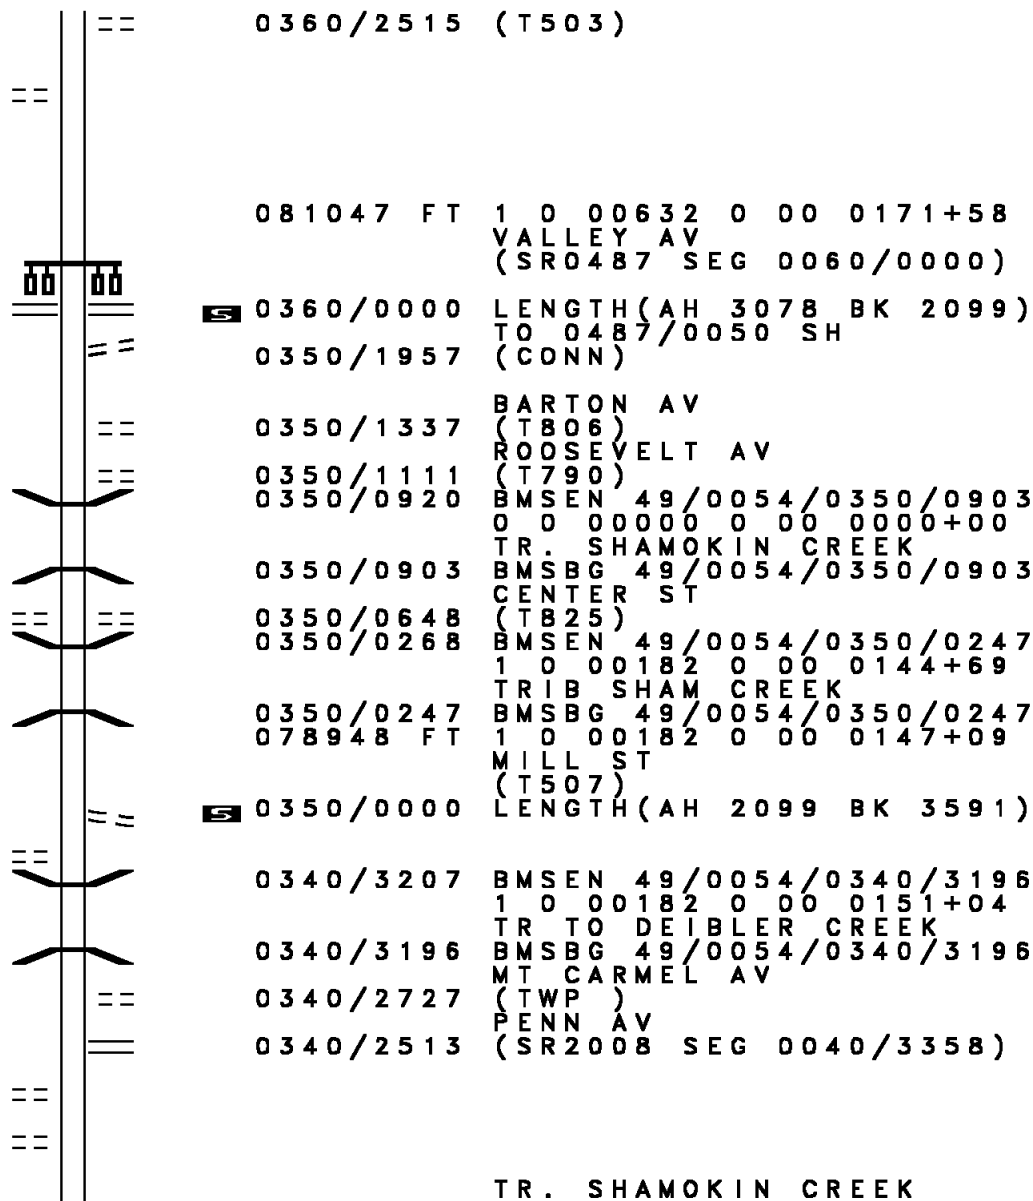 0360/2515 (T503)
081047 FT 1 0 00632 0 00 0171+58
VALLEY AV
(SR0487 SEG 0060/0000)
S 0360/0000 LENGTH(AH 3078 BK 2099)
TO 0487/0050 SH
0350/1957 (CONN)
BARTON AV
0350/1337 (T806)
ROOSEVELT AV
0350/1111 (T790)
0350/0920 BMSEN 49/0054/0350/0903
0 0 00000 0 00 0000+00
TR. SHAMOKIN CREEK
0350/0903 BMSBG 49/0054/0350/0903
CENTER ST
0350/0648 (T825)
0350/0268 BMSEN 49/0054/0350/0247
1 0 00182 0 00 0144+69
TRIB SHAM CREEK
0350/0247 BMSBG 49/0054/0350/0247
078948 FT 1 0 00182 0 00 0147+09
MILL ST
(T507)
S 0350/0000 LENGTH(AH 2099 BK 3591)
0340/3207 BMSEN 49/0054/0340/3196
1 0 00182 0 00 0151+04
TR TO DEIBLER CREEK
0340/3196 BMSBG 49/0054/0340/3196
MT CARMEL AV
0340/2727 (TWP )
PENN AV
0340/2513 (SR2008 SEG 0040/3358)
TR. SHAMOKIN CREEK